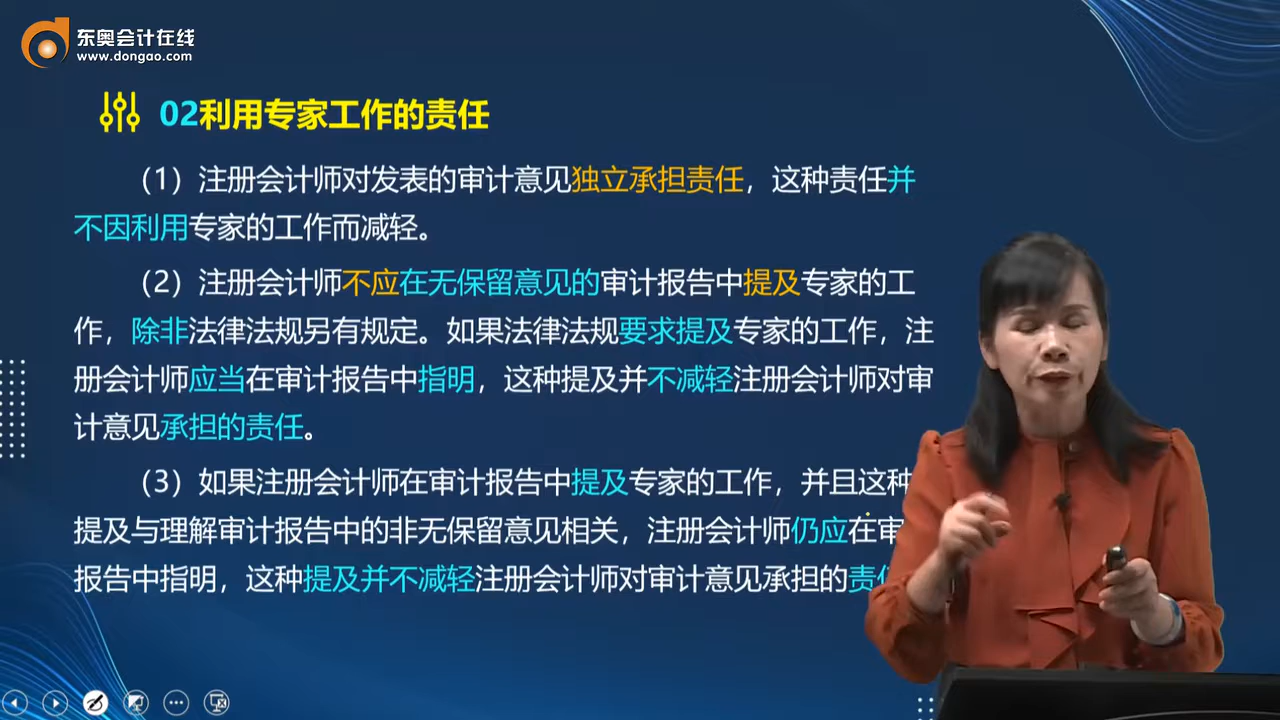 东奥会计在线
www.dongao.com
02利用专家工作的责任
（1）注册会计师对发表的审计意见独立承担责任，这种责任并
不因利用专家的工作而减轻。
（2）注册会计师不应在无保留意见的审计报告中提及专家的工
作，除非法律法规另有规定。如果法律法规要求提及专家的工作，注
册会计师应当在审计报告中指明，这种提及并不减轻注册会计师对审
计意见承担的责任。
（3）如果注册会计师在审计报告中提及专家的工作，并且这种
提及与理解审计报告中的非无保留意见相关，注册会计师仍应在审
报告中指明，这种提及并不减轻注册会计师对审计意见承担的责